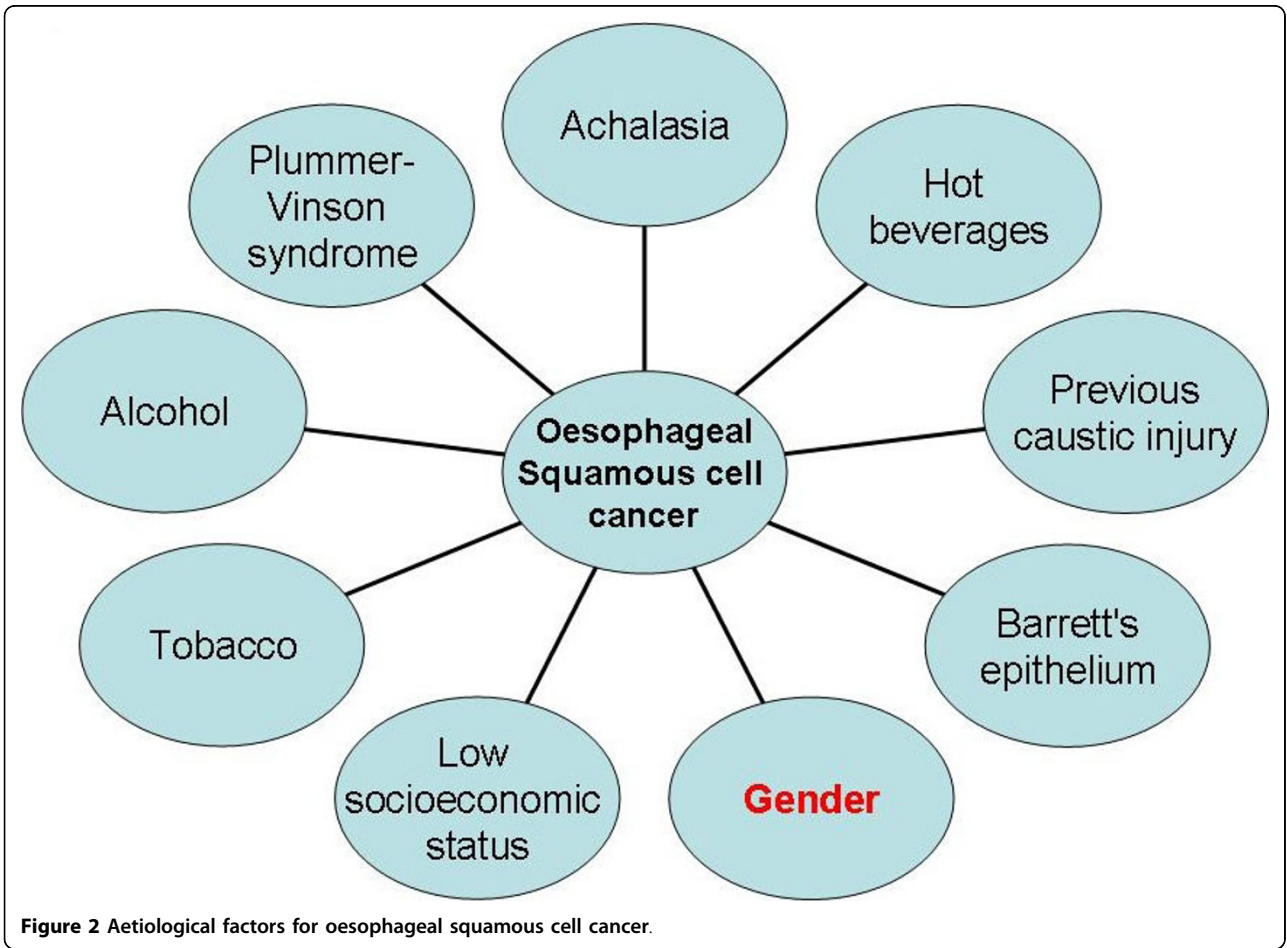 Achalasia
Hot
beverages
Previous
caustic injury
Barrett's
epithelium
Gender
Low
socioeconomic
status
Tobacco
Alcohol
Plummer-
Vinson
syndrome
Oesophageal
Squamous cell
cancer
Figure 2 Aetiological factors for oesophageal squamous cell cancer.